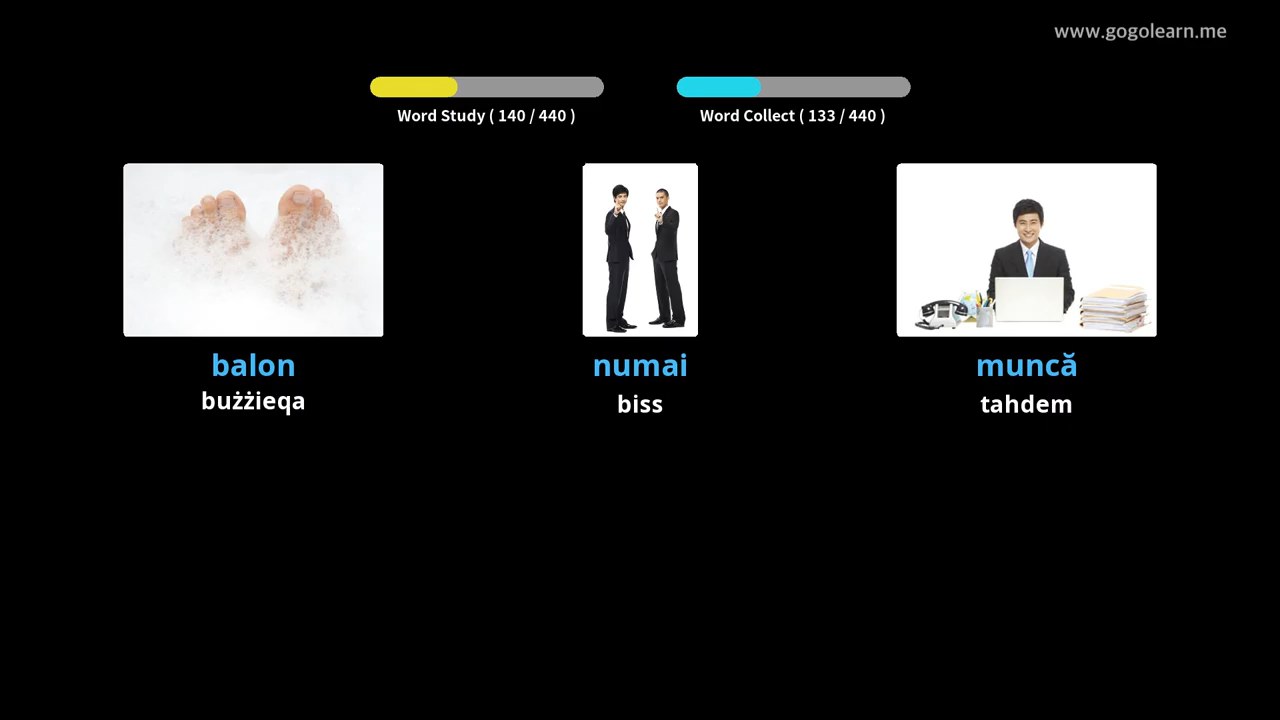 www.gogolearn.me
Word Study ( 140 / 440 )
Word Collect ( 133 / 440 )
balon
bużżieqa
numai
biss
muncă
tahdem